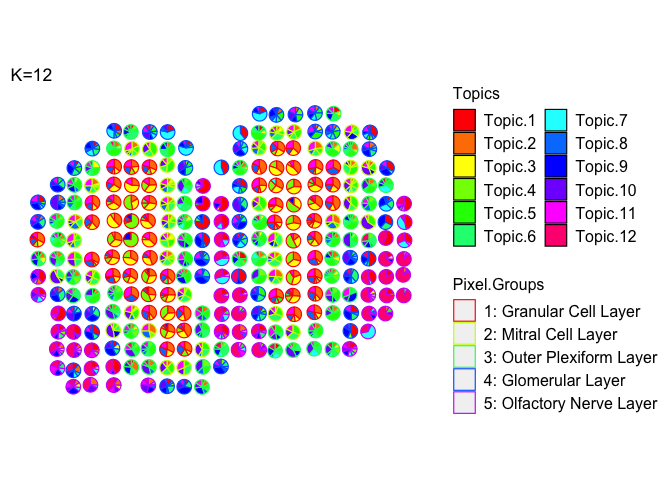 K=12
Topics
Topic.1 Topic.7
Topic.2 Topic.8
Topic.3 Topic.9
Topic.4 Topic.10
Topic.5 Topic.11
Topic.6 Topic.12
Pixel.Groups
1: Granular Cell Layer
2: Mitral Cell Layer
3: Outer Plexiform Layer
4: Glomerular Layer
5: Olfactory Nerve Layer